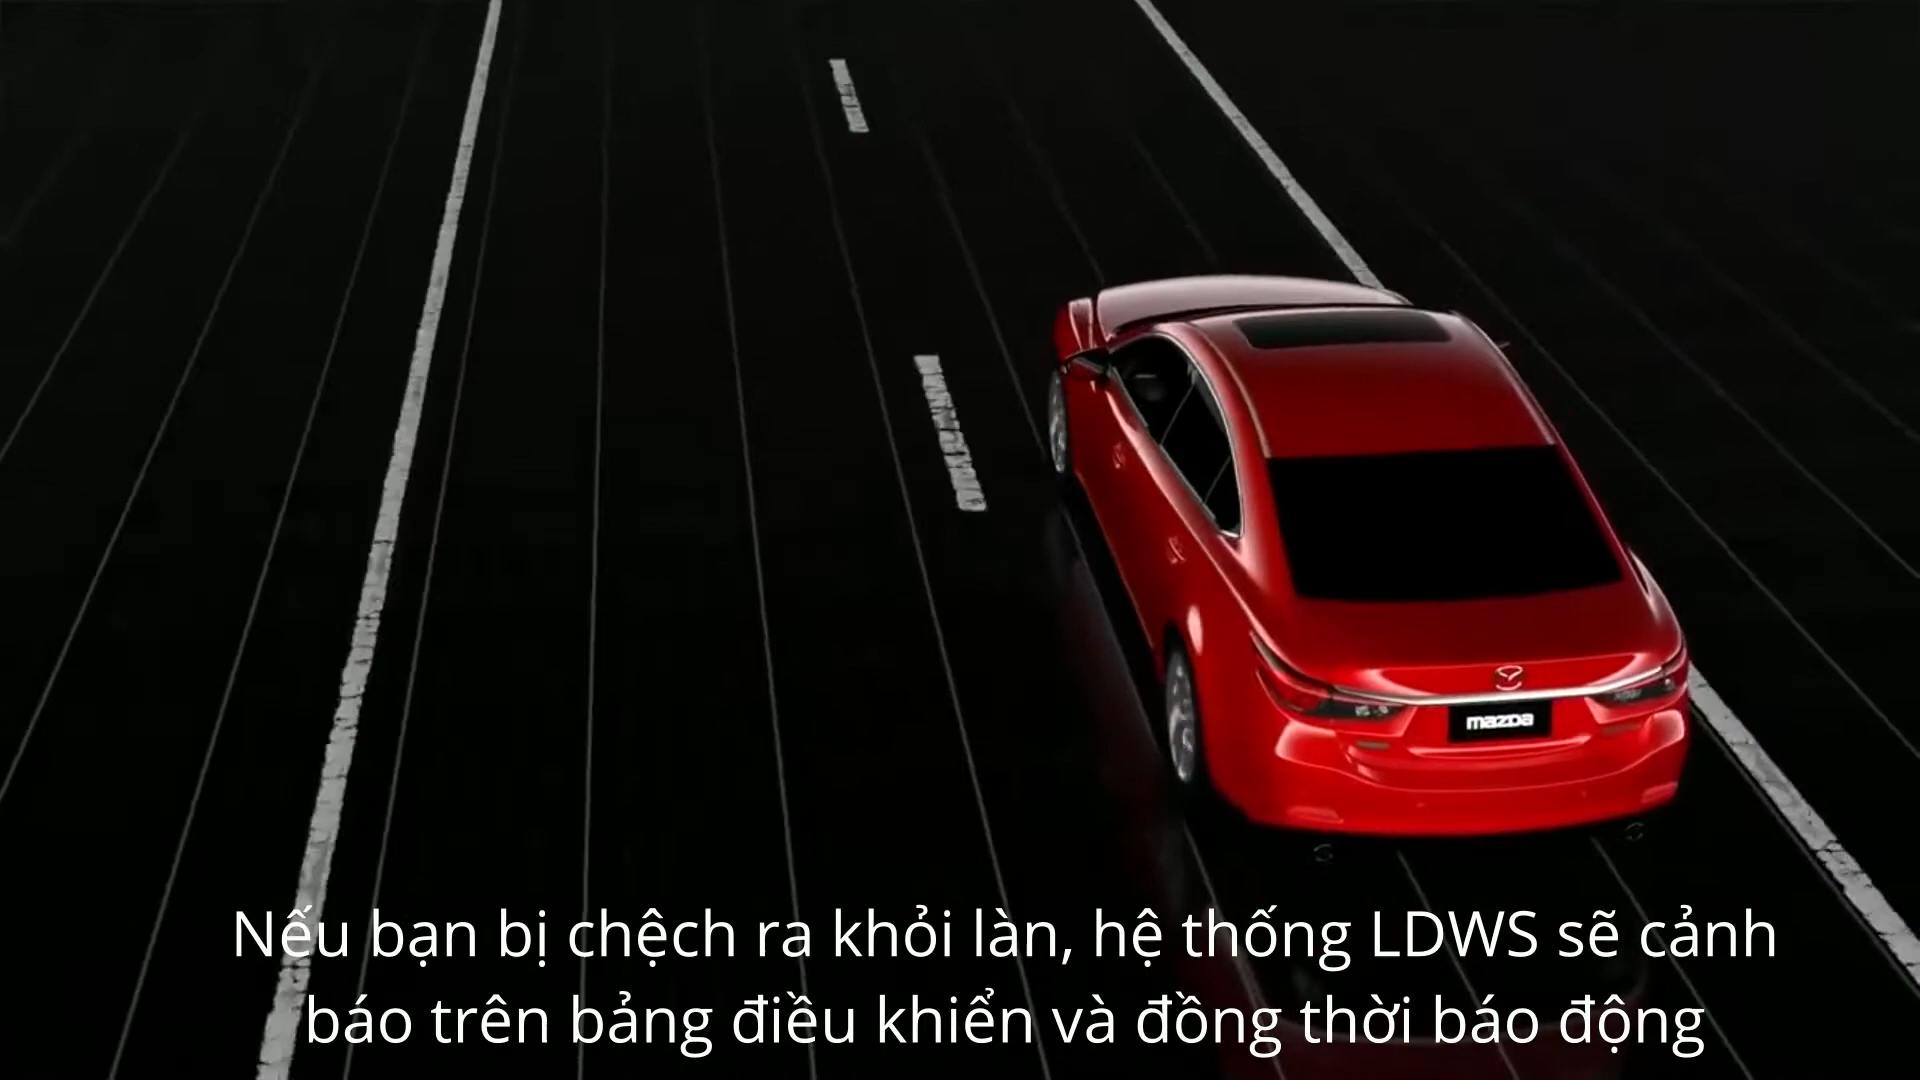 mazda
Nếu bạn bị chệch ra khỏi làn, hệ thống LDWS sẽ cảnh
báo trên bảng điều khiển và đồng thời báo động